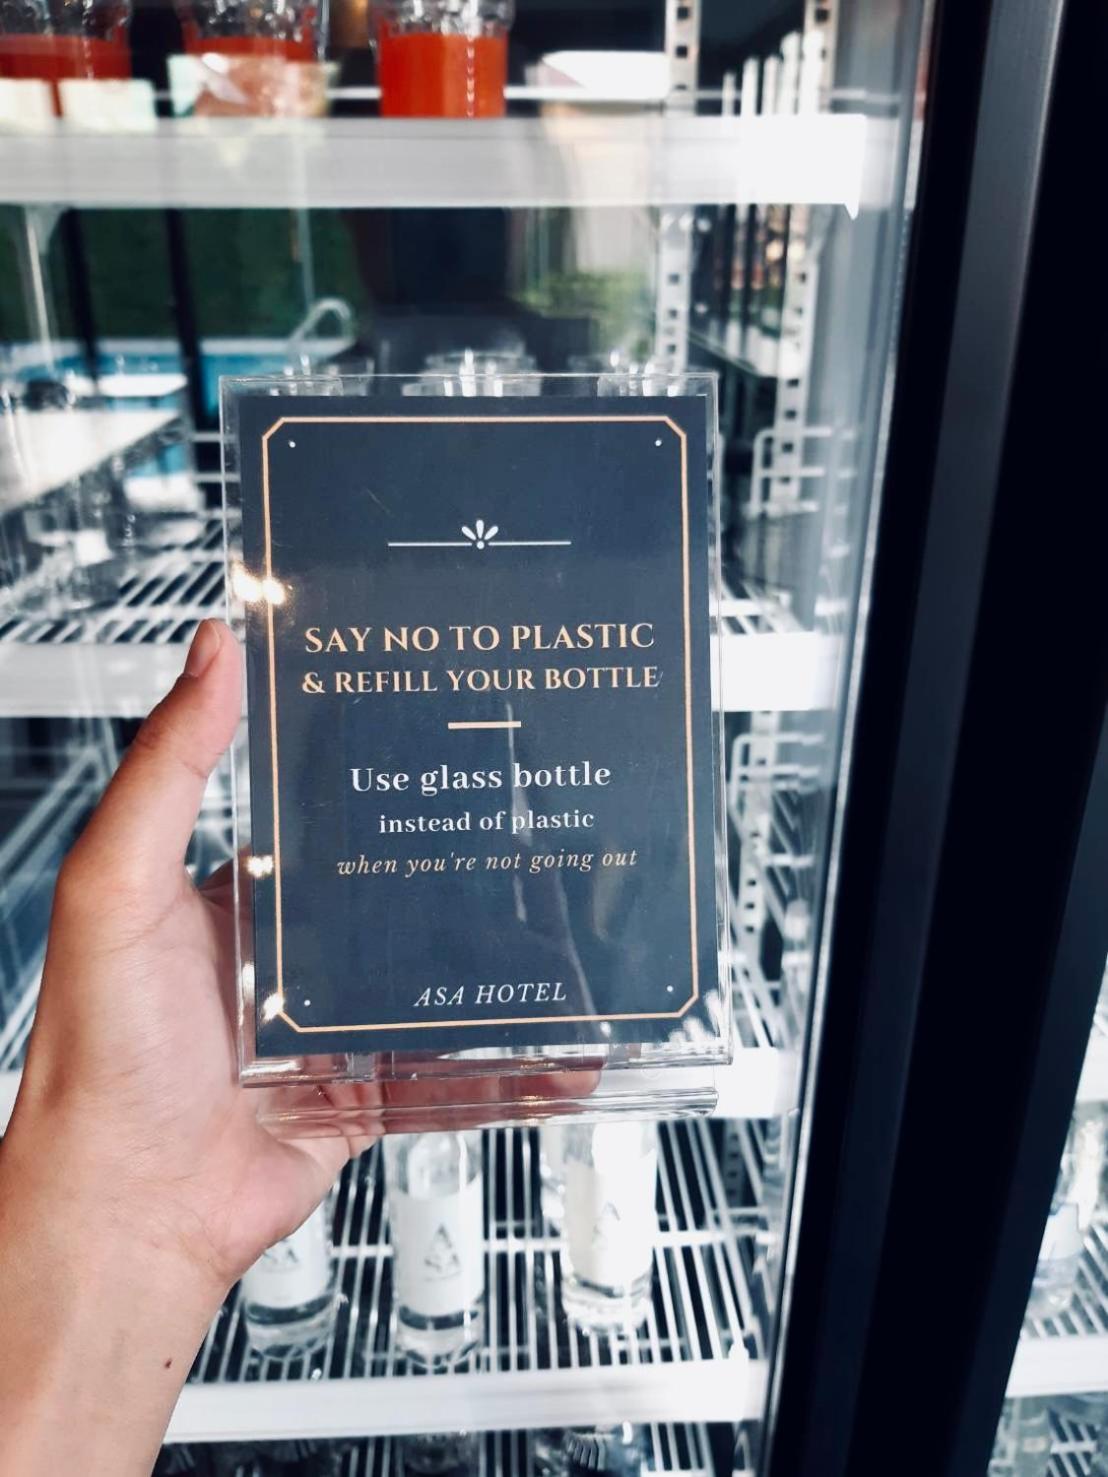 SAY NO TO PLASTIC
& REFILL YOUR BOTTLE
Use glass bottle
instead of plastic
when you're not going out
ASA HOTEL